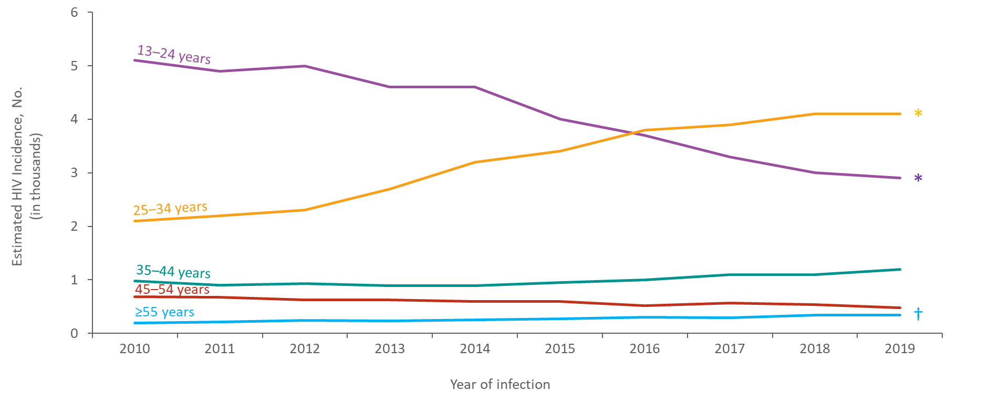 6
5
4
3
2
1
0
Estimated HIV Incidence, No.
(in thousands)
13–24 years
25–34 years
35–44 years
45–54 years
≥55 years
*
*
†
2010 2011 2012 2013 2014 2015 2016 2017 2018 2019
Year of infection